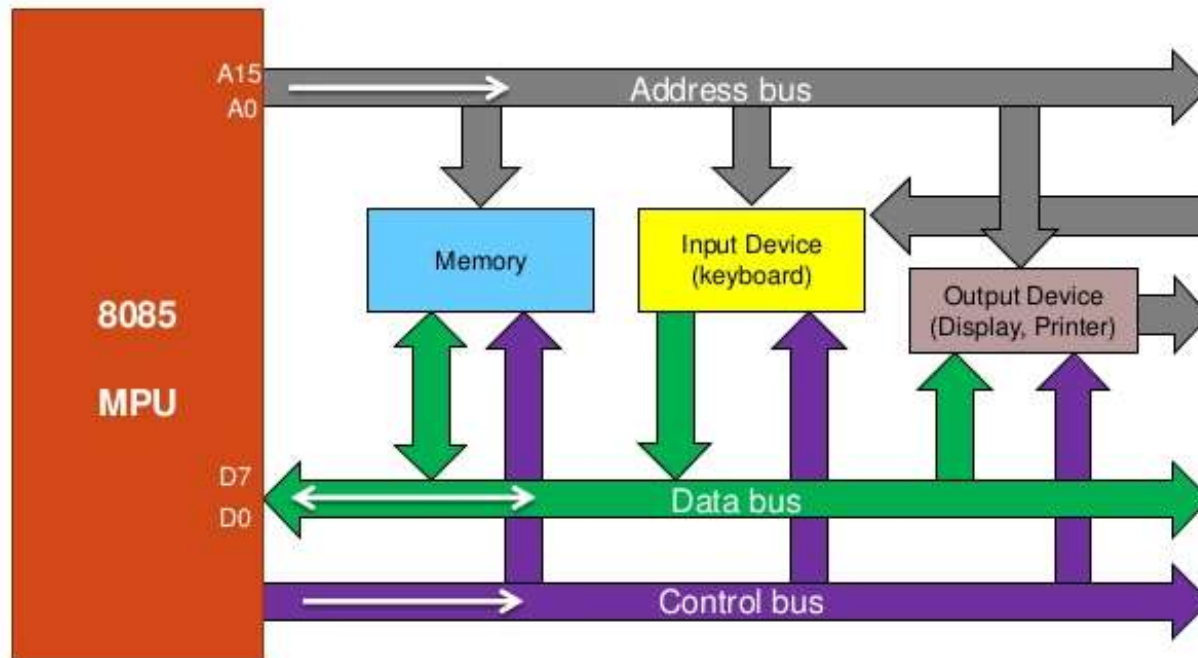 A15
A0
Address bus
Memory
Input Device
(keyboard)
Output Device
(Display, Printer)
8085
MPU
D7
D0
Data bus
Control bus